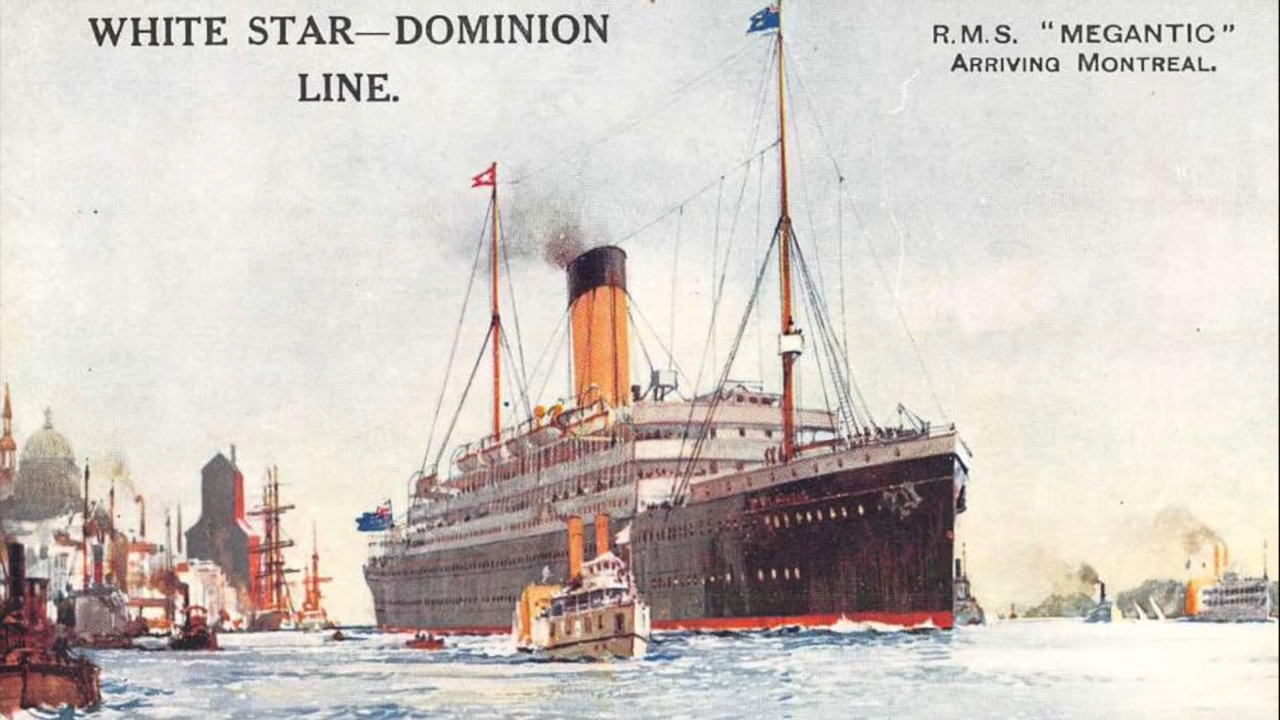 WHITE STAR—DOMINION
LINE.
R.M.S. "MEGANTIC"
ARRIVING MONTREAL.